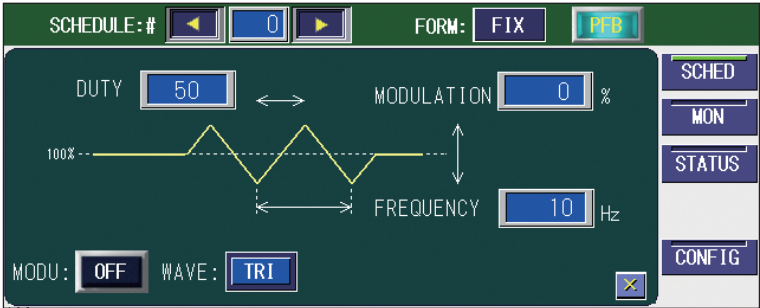 SCHEDULE:# ◄ 0 ► FORM: FIX PFB
DUTY 50
MODULATION 0 %
100%
FREQUENCY 10 Hz
MODU: OFF WAVE: TRI
×
SCHED
MON
STATUS
CONFIG